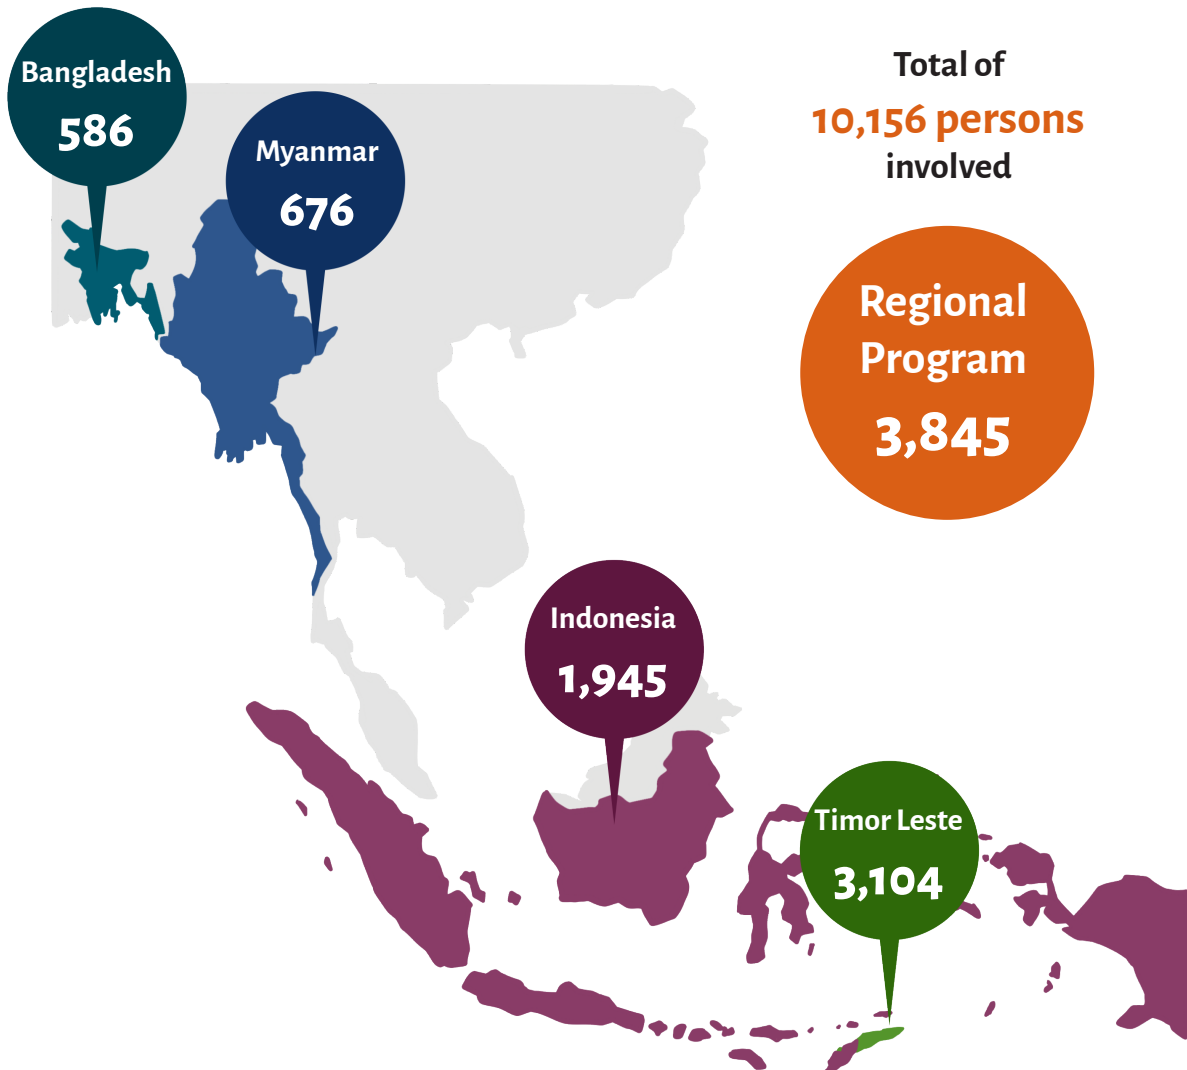 Bangladesh
586
Myanmar
676
Total of
10,156 persons
involved
Regional
Program
3,845
Indonesia
1,945
Timor Leste
3,104